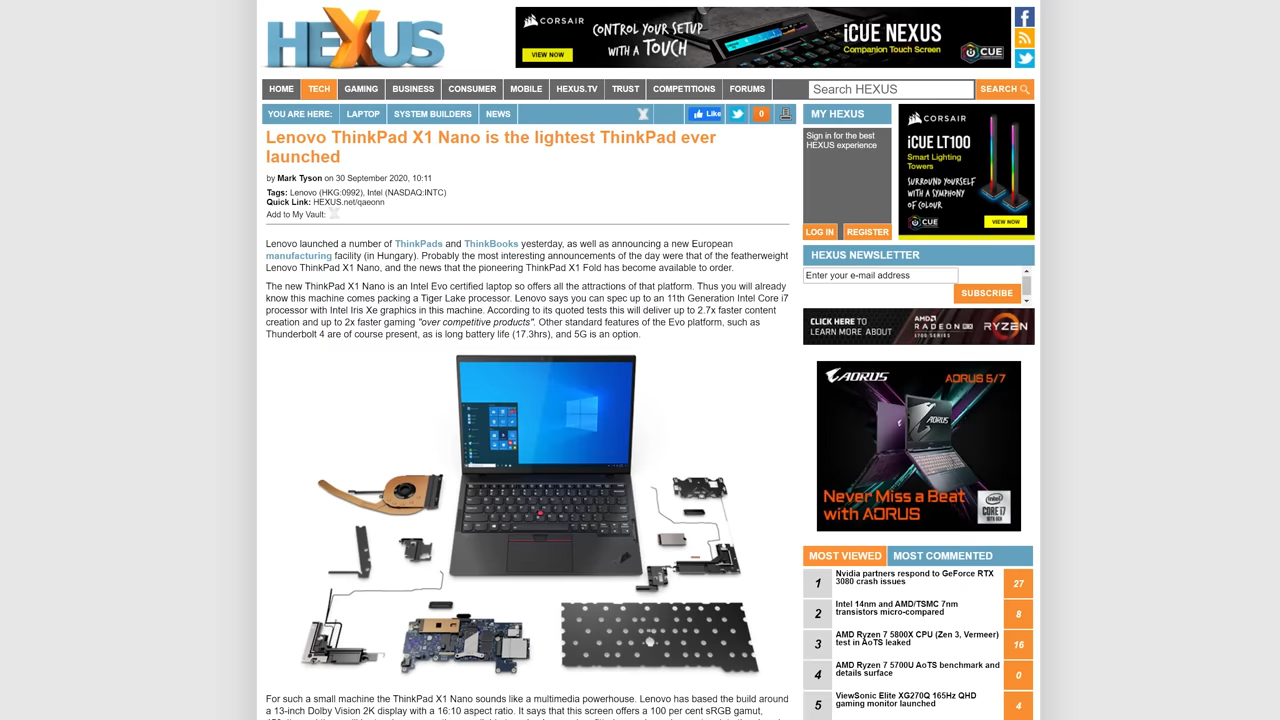 HEXUS
CORSAIR
VIEW NOW
CONTROL YOUR SETUP
WITH A TOUCH
iCUE NEXUS
Companion Touch Screen
iCUE
HOME
TECH
GAMING
BUSINESS
CONSUMER
MOBILE
HEXUS.TV
TRUST
COMPETITIONS
FORUMS
Search HEXUS
SEARCH
YOU ARE HERE:
LAPTOP
SYSTEM BUILDERS
NEWS
Like
0
Lenovo ThinkPad X1 Nano is the lightest ThinkPad ever
launched
by Mark Tyson on 30 September 2020, 10:11
Tags: Lenovo (HKG:0992), Intel (NASDAQ:INTC)
Quick Link: HEXUS.net/qaeonn
Add to My Vault:
Lenovo launched a number of ThinkPads and ThinkBooks yesterday, as well as announcing a new European
manufacturing facility (in Hungary). Probably the most interesting announcements of the day were that of the featherweight
Lenovo ThinkPad X1 Nano, and the news that the pioneering ThinkPad X1 Fold has become available to order.
The new ThinkPad X1 Nano is an Intel Evo certified laptop so offers all the attractions of that platform. Thus you will already
know this machine comes packing a Tiger Lake processor. Lenovo says you can spec up to an 11th Generation Intel Core i7
processor with Intel Iris Xe graphics in this machine. According to its quoted tests this will deliver up to 2.7x faster content
creation and up to 2x faster gaming "over competitive products". Other standard features of the Evo platform, such as
Thunderbolt 4 are of course present, as is long battery life (17.3hrs), and 5G is an option.
For such a small machine the ThinkPad X1 Nano sounds like a multimedia powerhouse. Lenovo has based the build around
a 13-inch Dolby Vision 2K display with a 16:10 aspect ratio. It says that this screen offers a 100 per cent sRGB gamut,
MY HEXUS
Sign in for the best
HEXUS experience
LOG IN
REGISTER
CORSAIR
iCUE LT100
Smart Lighting
Towers
SURROUND YOURSELF
WITH A SYMPHONY
OF COLOUR
iCUE
VIEW NOW
HEXUS NEWSLETTER
Enter your e-mail address
SUBSCRIBE
CLICK HERE TO
LEARN MORE ABOUT
AMD
RADEON RX
5700 SERIES
RYZEN
AORUS
AORUS 5/7
Never Miss a Beat
with AORUS
intel
CORE i7
10TH GEN
MOST VIEWED
MOST COMMENTED
1
Nvidia partners respond to GeForce RTX
3080 crash issues
27
2
Intel 14nm and AMD/TSMC 7nm
transistors micro-compared
8
3
AMD Ryzen 7 5800X CPU (Zen 3, Vermeer)
test in AoTS leaked
16
4
AMD Ryzen 7 5700U AoTS benchmark and
details surface
0
5
ViewSonic Elite XG270Q 165Hz QHD
gaming monitor launched
4